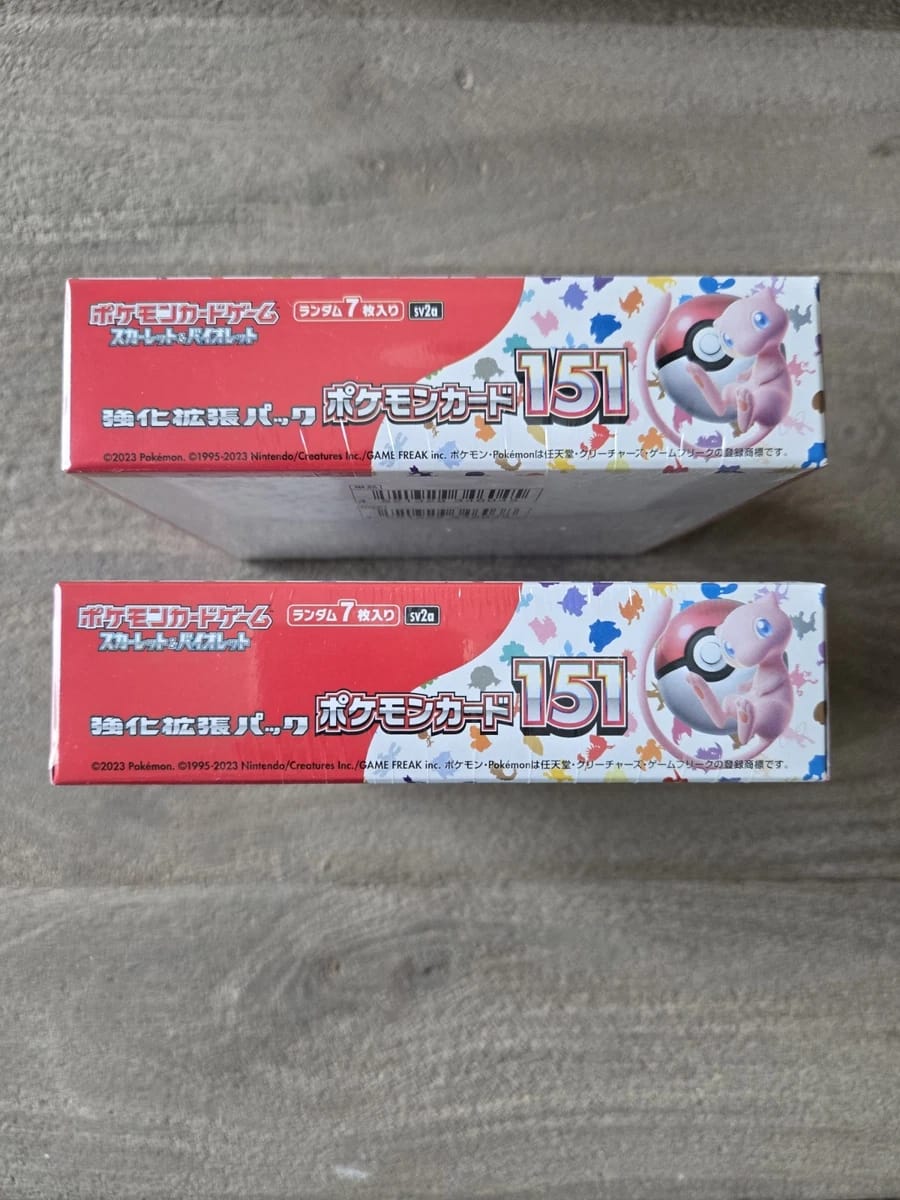 ポケモンカードゲーム
スカーレット&バイオレット
ランダム7枚入り sv2a
強化拡張パック ポケモンカード151
©2023 Pokémon. ©1995-2023 Nintendo/Creatures Inc./GAME FREAK inc. ポケモン・Pokémonは任天堂・クリーチャーズ・ゲームフリークの登録商標です。
ポケモンカードゲーム
スカーレット&バイオレット
ランダム7枚入り sv2a
強化拡張パック ポケモンカード151
©2023 Pokémon. ©1995-2023 Nintendo/Creatures Inc./GAME FREAK inc. ポケモン・Pokémonは任天堂・クリーチャーズ・ゲームフリークの登録商標です。